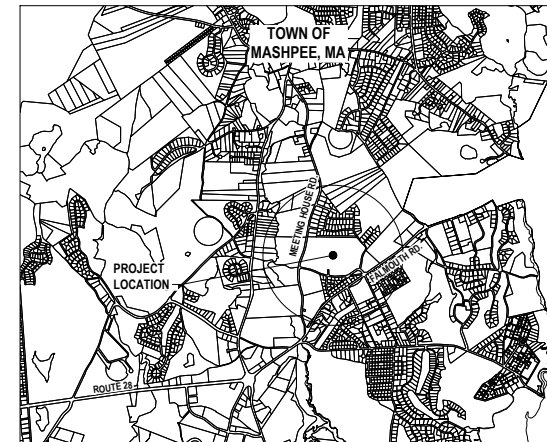 TOWN OF
MASHPEE, MA
MEETING HOUSE RD.
FALMOUTH RD.
PROJECT
LOCATION
ROUTE 28